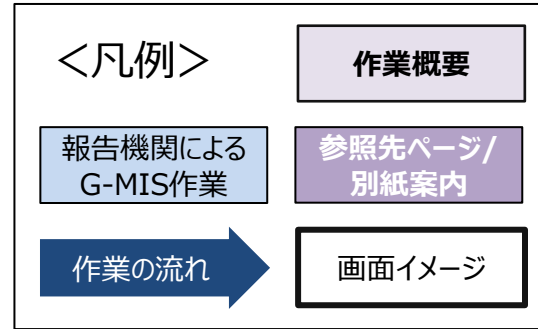 ＜凡例＞
作業概要
報告機関による
G-MIS作業
参照先ページ/
別紙案内
作業の流れ
画面イメージ